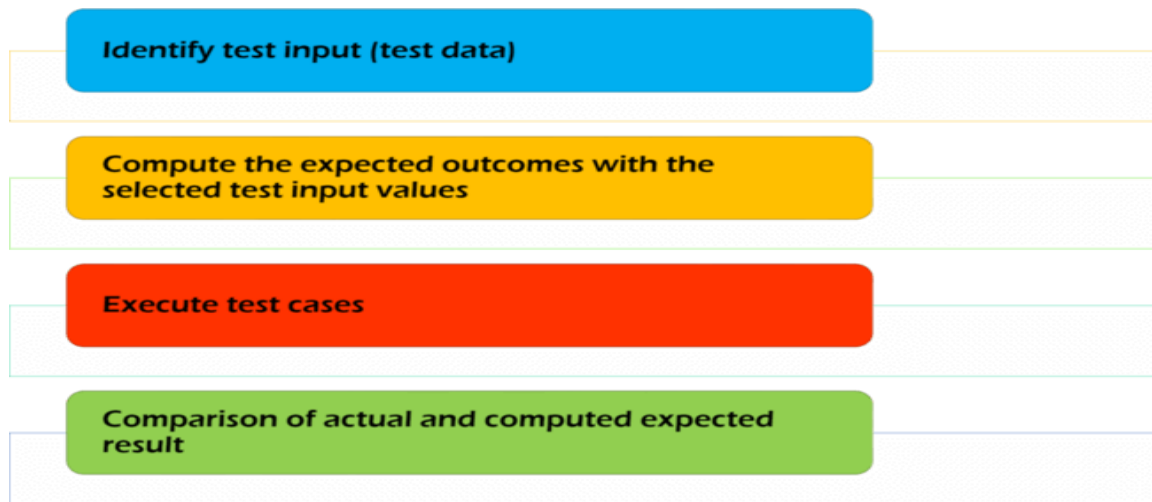 Identify test input (test data)
Compute the expected outcomes with the
selected test input values
Execute test cases
Comparison of actual and computed expected
result